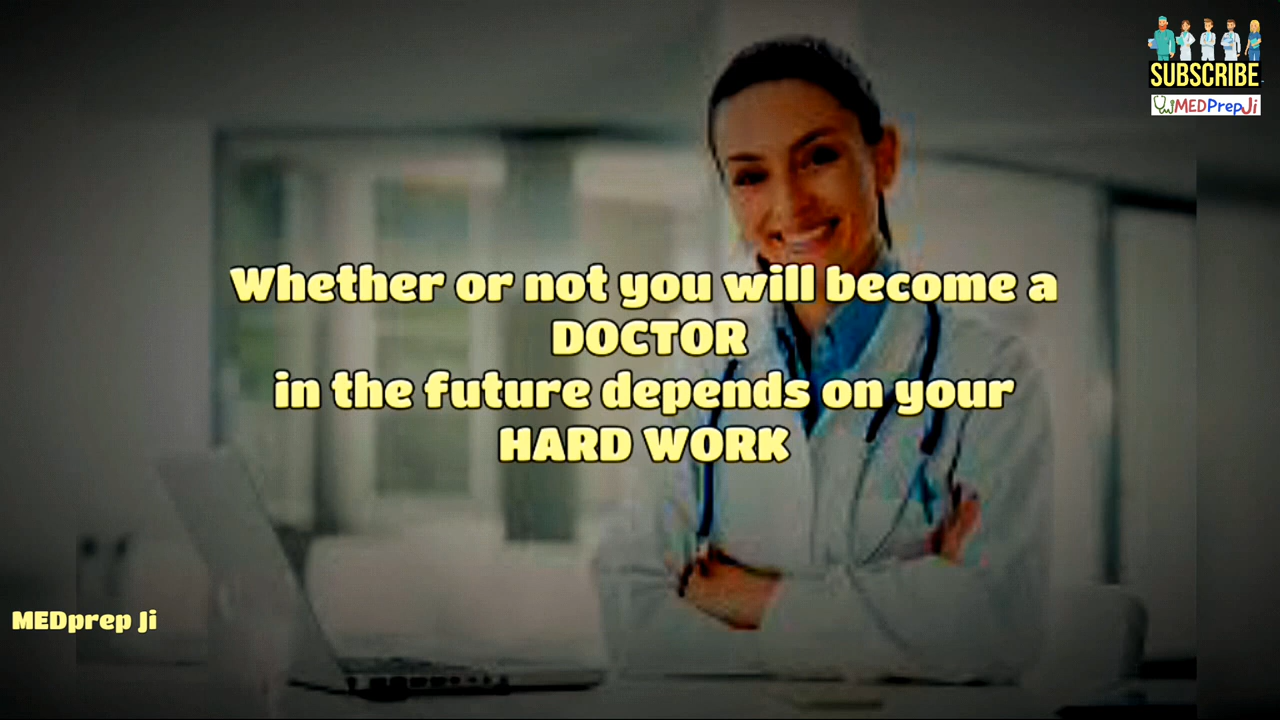 SUBSCRIBE
MEDPrepJi
Whether or not you will become a
DOCTOR
in the future depends on your
HARD WORK
MEDprep Ji